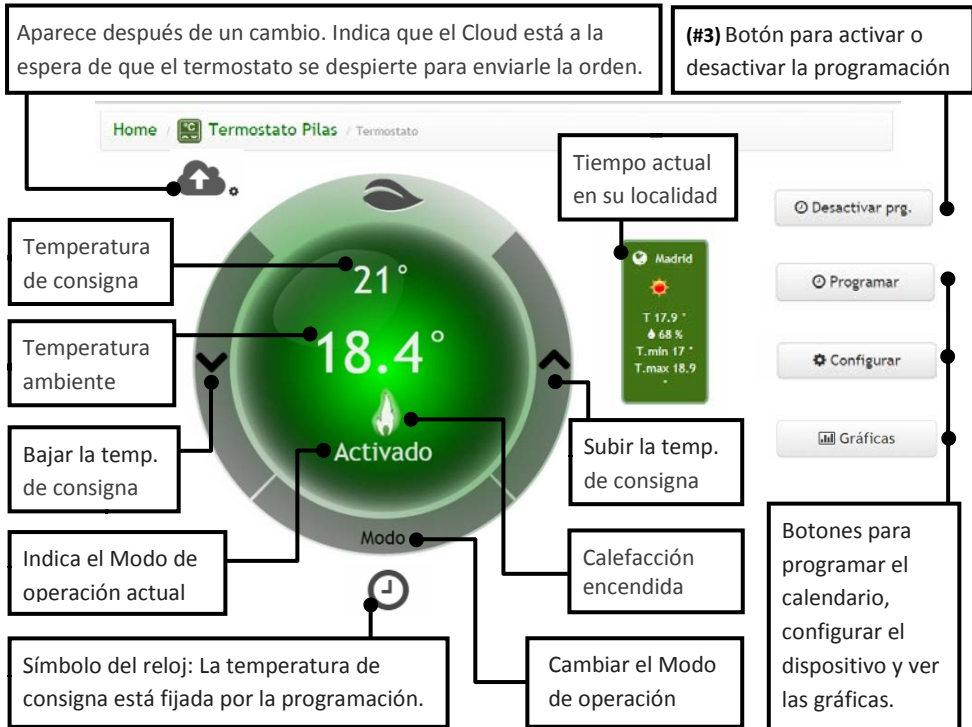 Aparece después de un cambio. Indica que el Cloud está a la
espera de que el termostato se despierte para enviarle la orden.
(#3) Botón para activar o
desactivar la programación
Home / Termostato Pilas / Termostato
Tiempo actual
en su localidad
Desactivar prg.
Temperatura
de consigna
21°
Madrid
T 17.9 °
68 %
T.min 17 °
T.max 18.9
°
Programar
Temperatura
ambiente
18.4°
Configurar
Bajar la temp.
de consigna
Activado
Subir la temp.
de consigna
Gráficas
Indica el Modo de
operación actual
Modo
Calefacción
encendida
Botones para
programar el
calendario,
configurar el
dispositivo y ver
las gráficas.
Símbolo del reloj: La temperatura de
consigna está fijada por la programación.
Cambiar el Modo
de operación